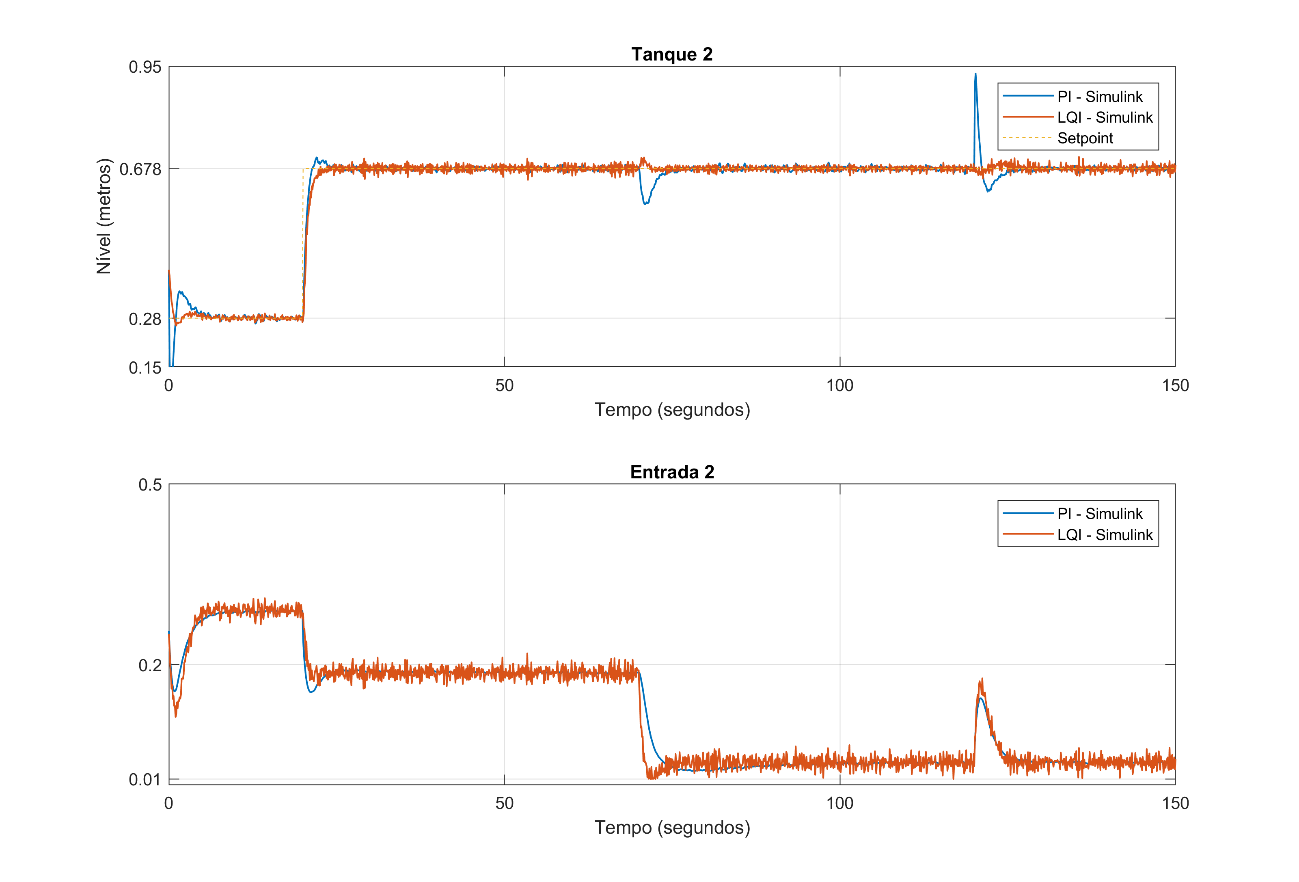 Tanque 2
0.95
PI - Simulink
LQI - Simulink
Setpoint
0.678
Nível (metros)
0.28
0.15
0
50
100
150
Tempo (segundos)
Entrada 2
0.5
PI - Simulink
LQI - Simulink
0.2
0.01
0
50
100
150
Tempo (segundos)